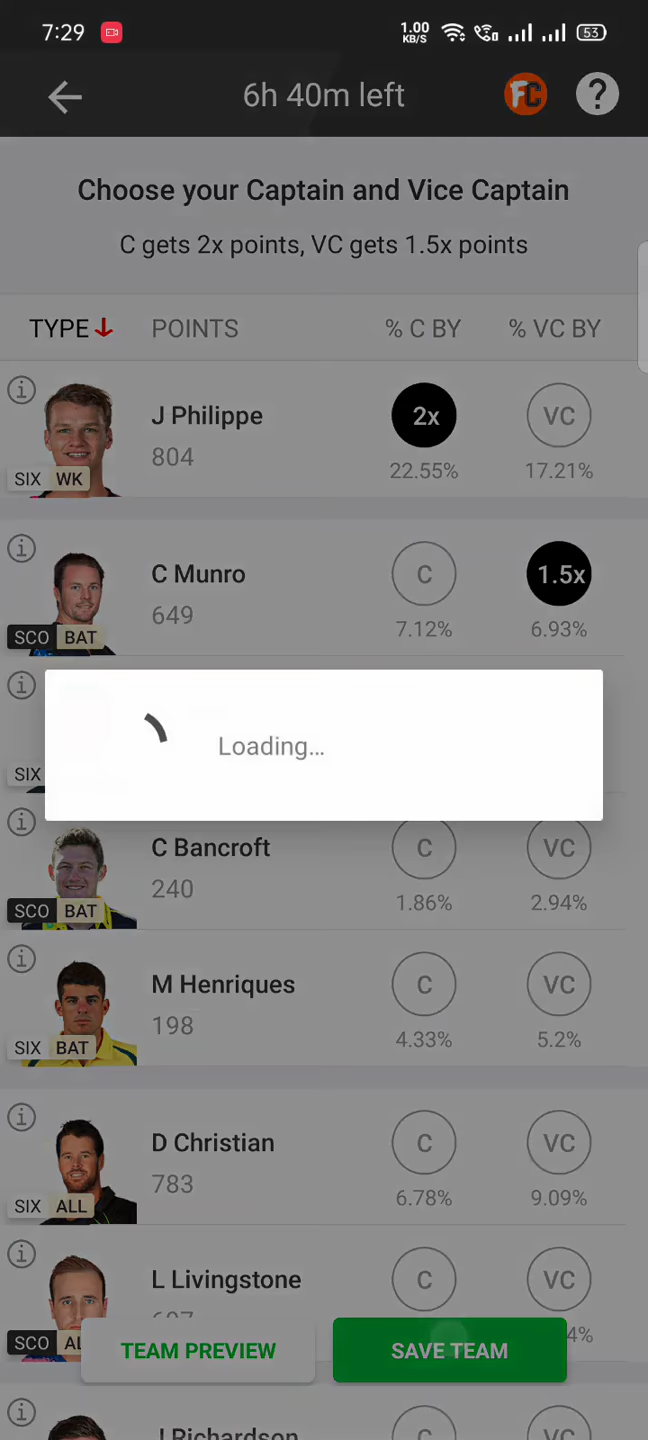 7:29
1.00
KB/S
53
6h 40m left
FC
?
Choose your Captain and Vice Captain
C gets 2x points, VC gets 1.5x points
TYPE POINTS % C BY % VC BY
J Philippe
804
2x
22.55%
VC
17.21%
SIX WK
C Munro
649
C
7.12%
1.5x
6.93%
SCO BAT
Loading...
SIX
C Bancroft
240
C
1.86%
VC
2.94%
SCO BAT
M Henriques
198
C
4.33%
VC
5.2%
SIX BAT
D Christian
783
C
6.78%
VC
9.09%
SIX ALL
L Livingstone
C
VC
4%
SCO AL
TEAM PREVIEW
SAVE TEAM
J Richardson
C
VC